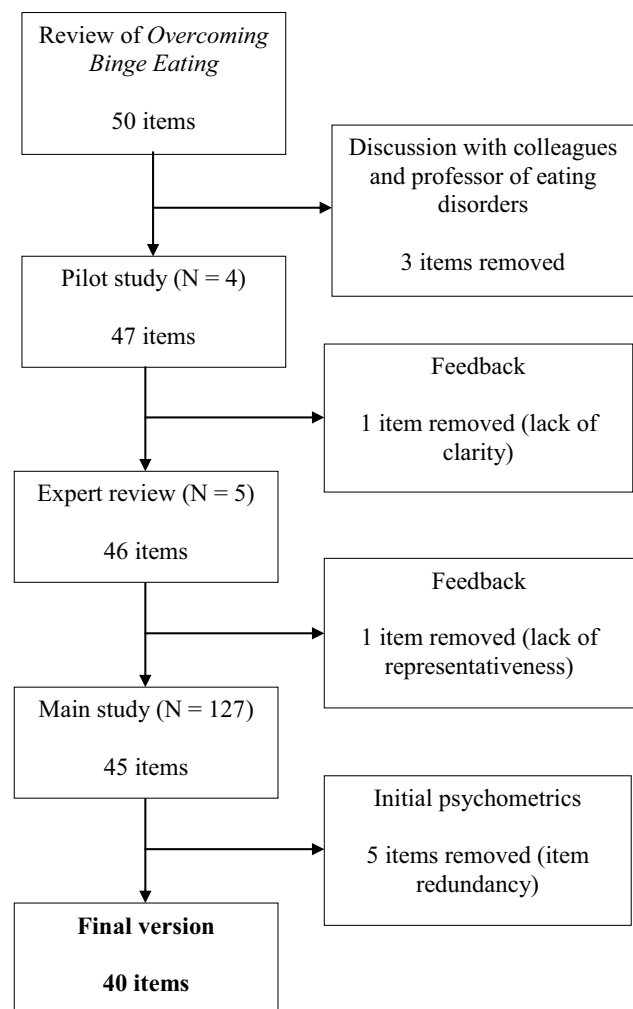 Review of Overcoming
Binge Eating
50 items
Discussion with colleagues
and professor of eating
disorders
3 items removed
Pilot study (N = 4)
47 items
Feedback
1 item removed (lack of
clarity)
Expert review (N = 5)
46 items
Feedback
1 item removed (lack of
representativeness)
Main study (N = 127)
45 items
Initial psychometrics
5 items removed (item
redundancy)
Final version
40 items